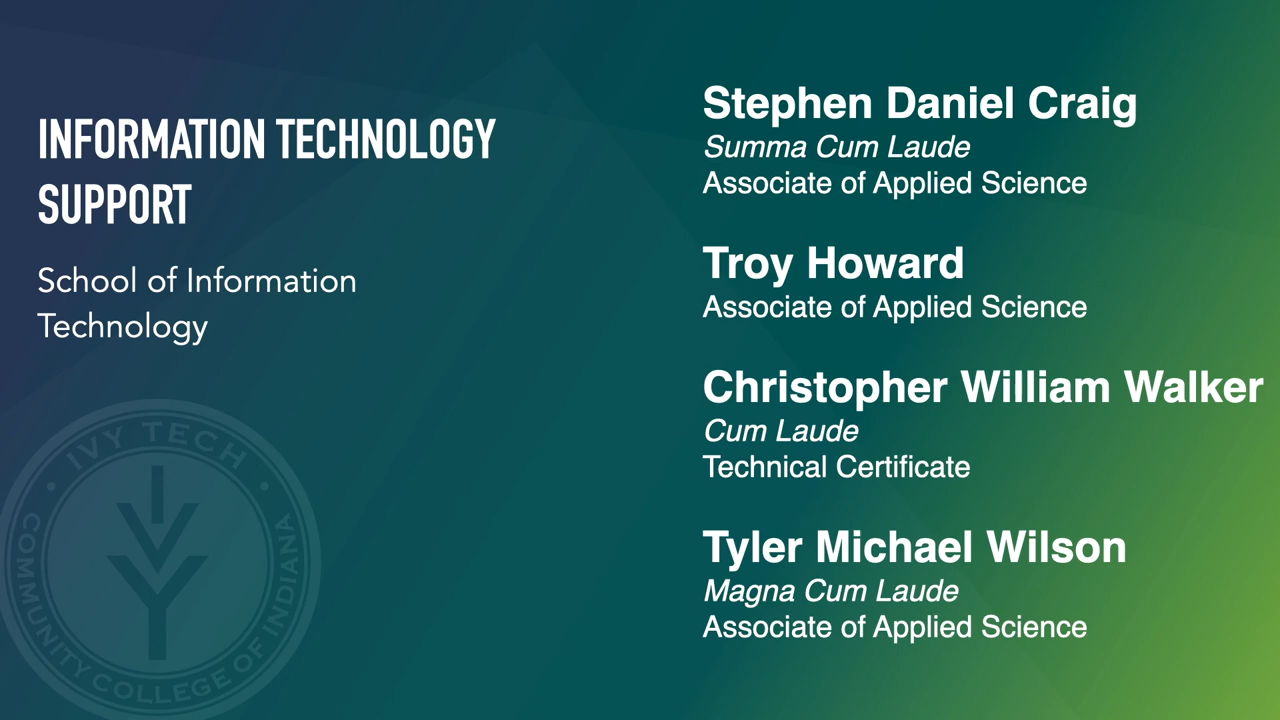 INFORMATION TECHNOLOGY
SUPPORT
School of Information
Technology
Stephen Daniel Craig
Summa Cum Laude
Associate of Applied Science
Troy Howard
Associate of Applied Science
Christopher William Walker
Cum Laude
Technical Certificate
Tyler Michael Wilson
Magna Cum Laude
Associate of Applied Science
IVY TECH
COMMUNITY COLLEGE OF INDIANA